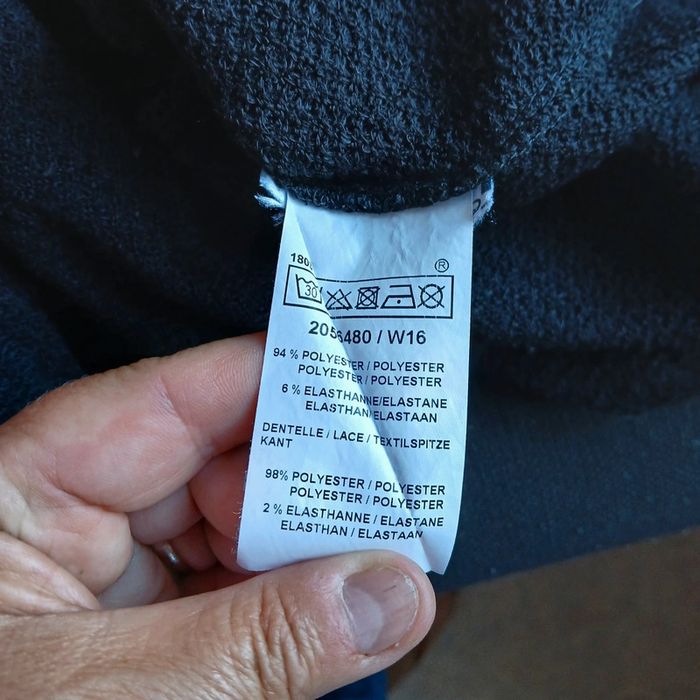 ®
30
2056480 / W16
94 % POLYESTER / POLYESTER
POLYESTER / POLYESTER
6 % ELASTHANNE/ELASTANE
ELASTHAN/ELASTAAN
DENTELLE / LACE / TEXTILSPITZE
KANT
98% POLYESTER / POLYESTER
POLYESTER / POLYESTER
2 % ELASTHANNE / ELASTANE
ELASTHAN / ELASTAAN